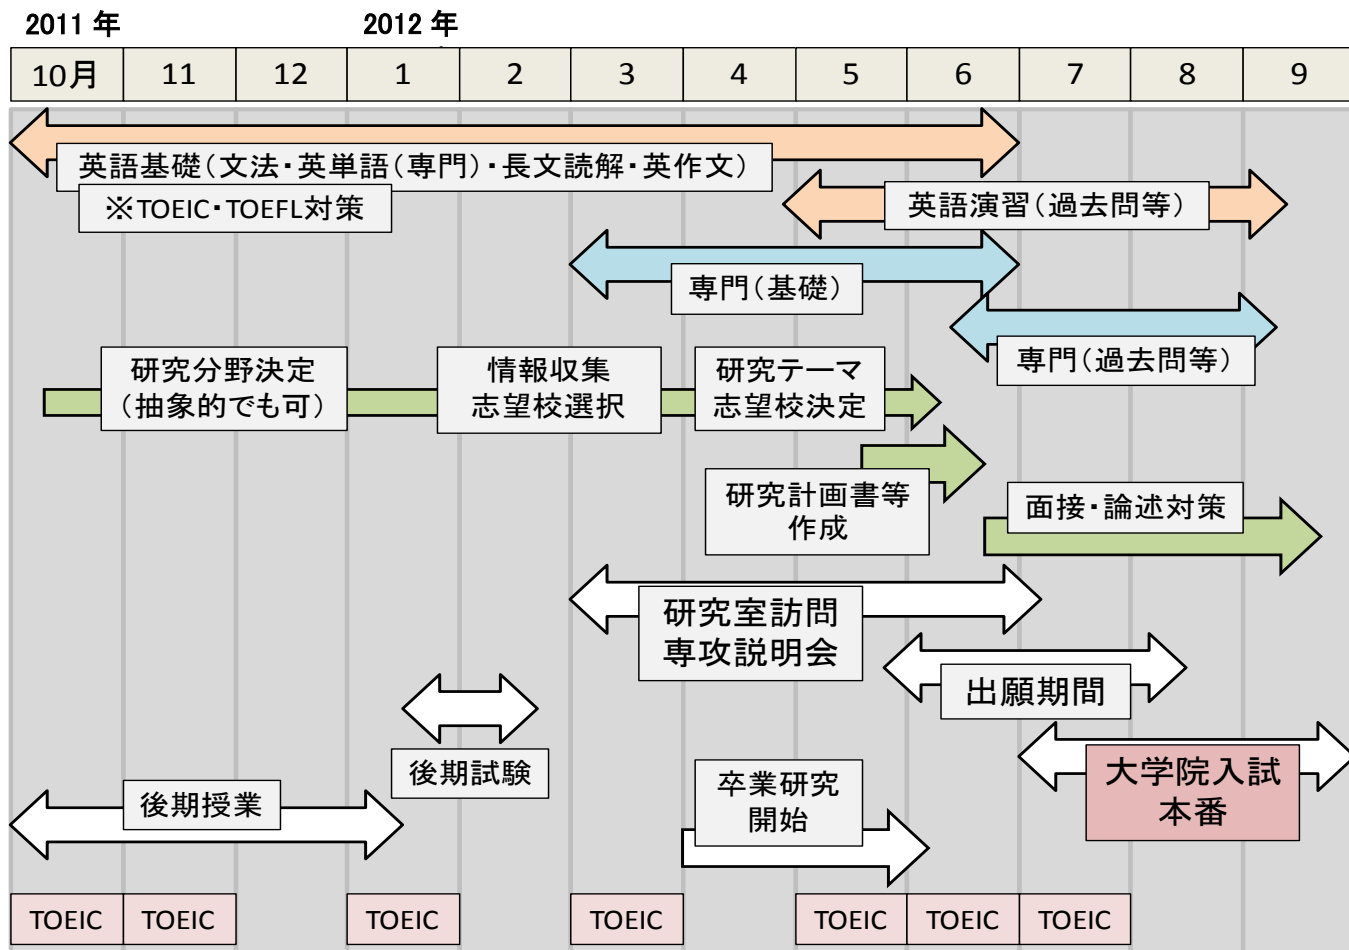 2011 年
2012 年
10月
11
12
1
2
3
4
5
6
7
8
9
英語基礎(文法・英単語(専門)・長文読解・英作文)
※TOEIC・TOEFL対策
英語演習(過去問等)
専門(基礎)
専門(過去問等)
研究分野決定
(抽象的でも可)
情報収集
志望校選択
研究テーマ
志望校決定
研究計画書等
作成
面接・論述対策
研究室訪問
専攻説明会
出願期間
後期試験
大学院入試
本番
後期授業
卒業研究
開始
TOEIC
TOEIC
TOEIC
TOEIC
TOEIC
TOEIC
TOEIC